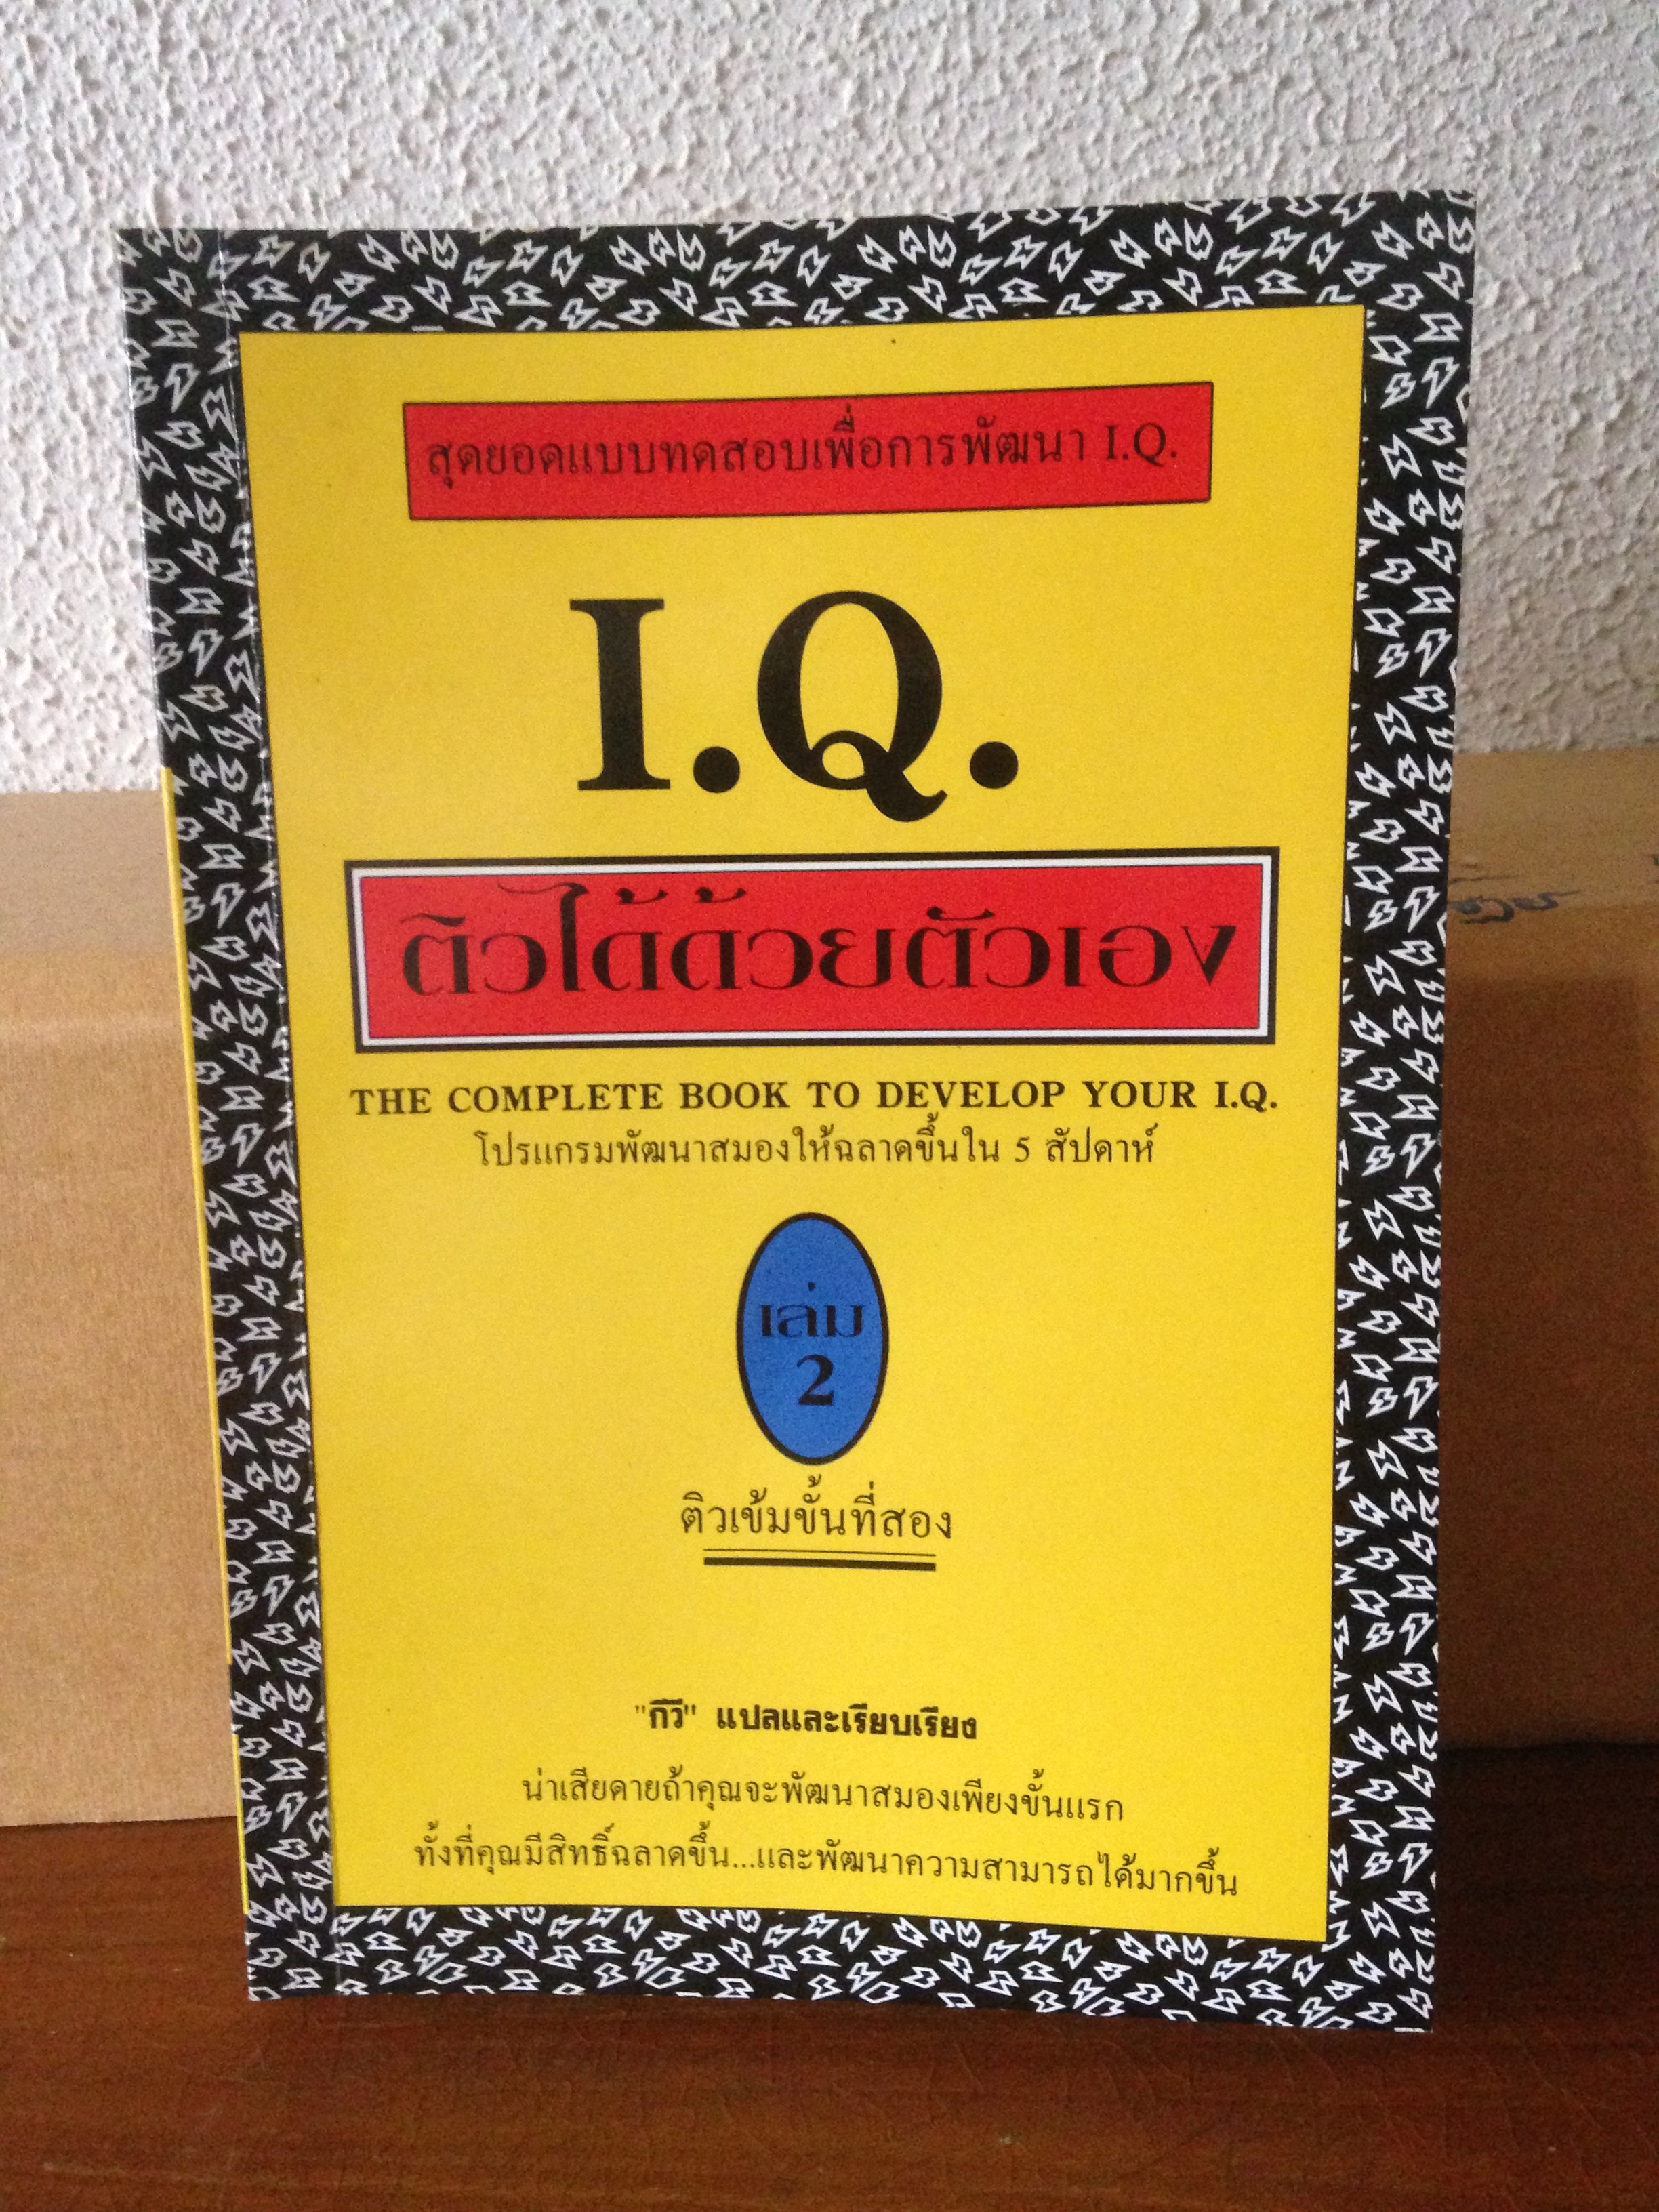 สุดยอดแบบทดสอบเพื่อการพัฒนา I.Q.
I.Q.
ติวได้ด้วยตัวเอง
THE COMPLETE BOOK TO DEVELOP YOUR I.Q.
โปรแกรมพัฒนาสมองให้ฉลาดขึ้นใน 5 สัปดาห์
เล่ม
2
ติวเข้มขั้นที่สอง
"กีวี" แปลและเรียบเรียง
น่าเสียดายถ้าคุณจะพัฒนาสมองเพียงขั้นแรก
ทั้งที่คุณมีสิทธิ์ฉลาดขึ้น...และพัฒนาความสามารถได้มากขึ้น